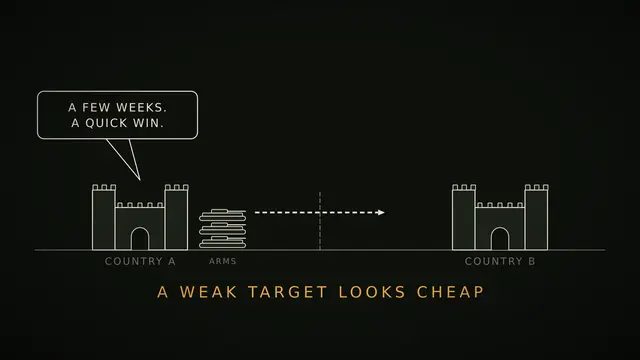 A FEW WEEKS.
A QUICK WIN.
COUNTRY A
ARMS
COUNTRY B
A WEAK TARGET LOOKS CHEAP